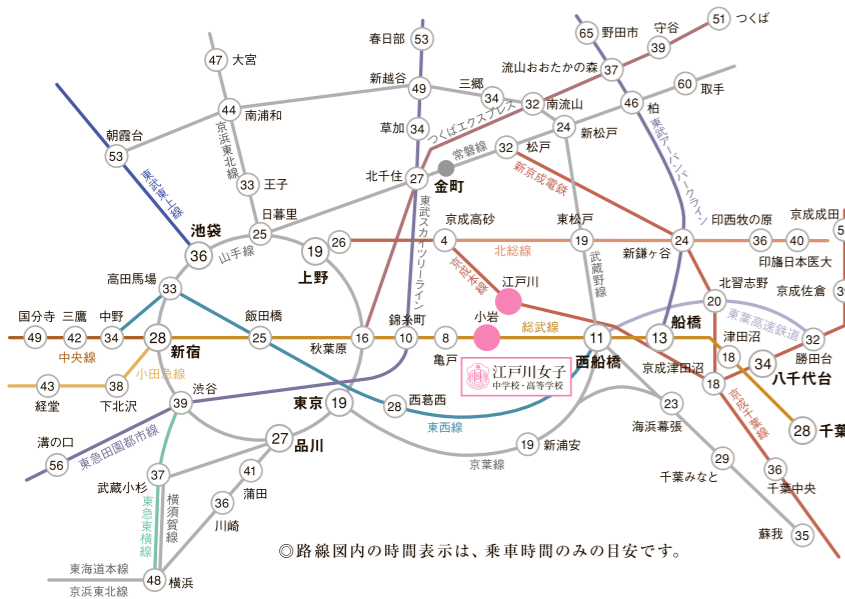 51
つくば
65
野田市
守谷
39
春日部
53
47
大宮
流山おおたかの森
37
新越谷
49
三郷
34
60
取手
44
南浦和
32
南流山
46
柏
つくばエクスプレス
草加
34
24
新松戸
朝霞台
53
京浜東北線
常磐線
32
松戸
東武アーバンパークライン
東武東上線
33
王子
北千住
27
金町
新京成電鉄
日暮里
25
東武スカイツリーライン
池袋
36
山手線
19
上野
26
京成高砂
4
北総線
東松戸
19
武蔵野線
新鎌ヶ谷
24
印西牧の原
36
40
印旛日本医大
京成成田
高田馬場
33
京成本線
江戸川
北習志野
20
京成佐倉
国分寺
49
三鷹
42
中野
34
中央線
28
新宿
飯田橋
25
秋葉原
16
錦糸町
10
8
亀戸
小岩
総武線
11
西船橋
13
船橋
東葉高速鉄道
32
勝田台
津田沼
18
34
八千代台
小田急線
43
経堂
38
下北沢
江戸川女子
中学校・高等学校
京成津田沼
18
京成千葉線
39
渋谷
東京
19
28
西葛西
東西線
23
海浜幕張
28
千葉
溝の口
56
東急田園都市線
27
品川
京葉線
19
新浦安
29
千葉みなと
36
千葉中央
武蔵小杉
37
41
蒲田
東急東横線
横須賀線
36
川崎
35
蘇我
◎路線図内の時間表示は、乗車時間のみの目安です。
東海道本線
京浜東北線
48
横浜